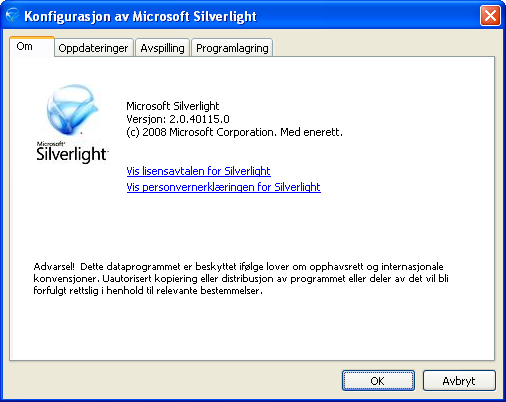 Konfigurasjon av Microsoft Silverlight
Om Oppdateringer Avspilling Programlagring
Microsoft®
Silverlight™
Microsoft Silverlight
Versjon: 2.0.40115.0
(c) 2008 Microsoft Corporation. Med enerett.
Vis lisensavtalen for Silverlight
Vis personvernerklæringen for Silverlight
Advarsel! Dette dataprogrammet er beskyttet ifølge lover om opphavsrett og internasjonale
konvensjoner. Uautorisert kopiering eller distribusjon av programmet eller deler av det vil bli
forfulgt rettslig i henhold til relevante bestemmelser.
OK Avbryt